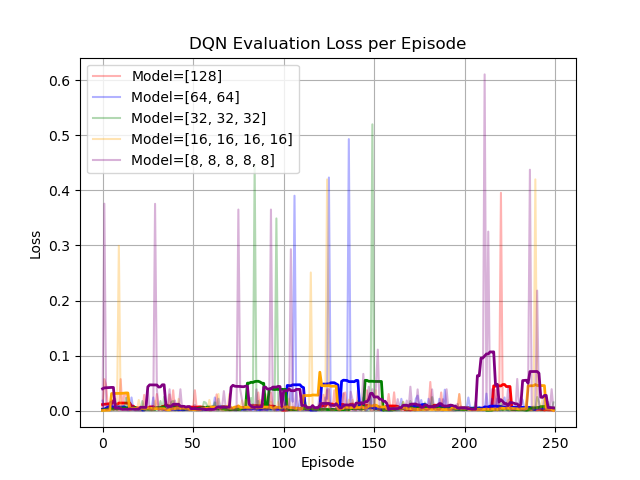 DQN Evaluation Loss per Episode
Model=[128]
Model=[64, 64]
Model=[32, 32, 32]
Model=[16, 16, 16, 16]
Model=[8, 8, 8, 8, 8]
Loss
0.6
0.5
0.4
0.3
0.2
0.1
0.0
0 50 100 150 200 250
Episode